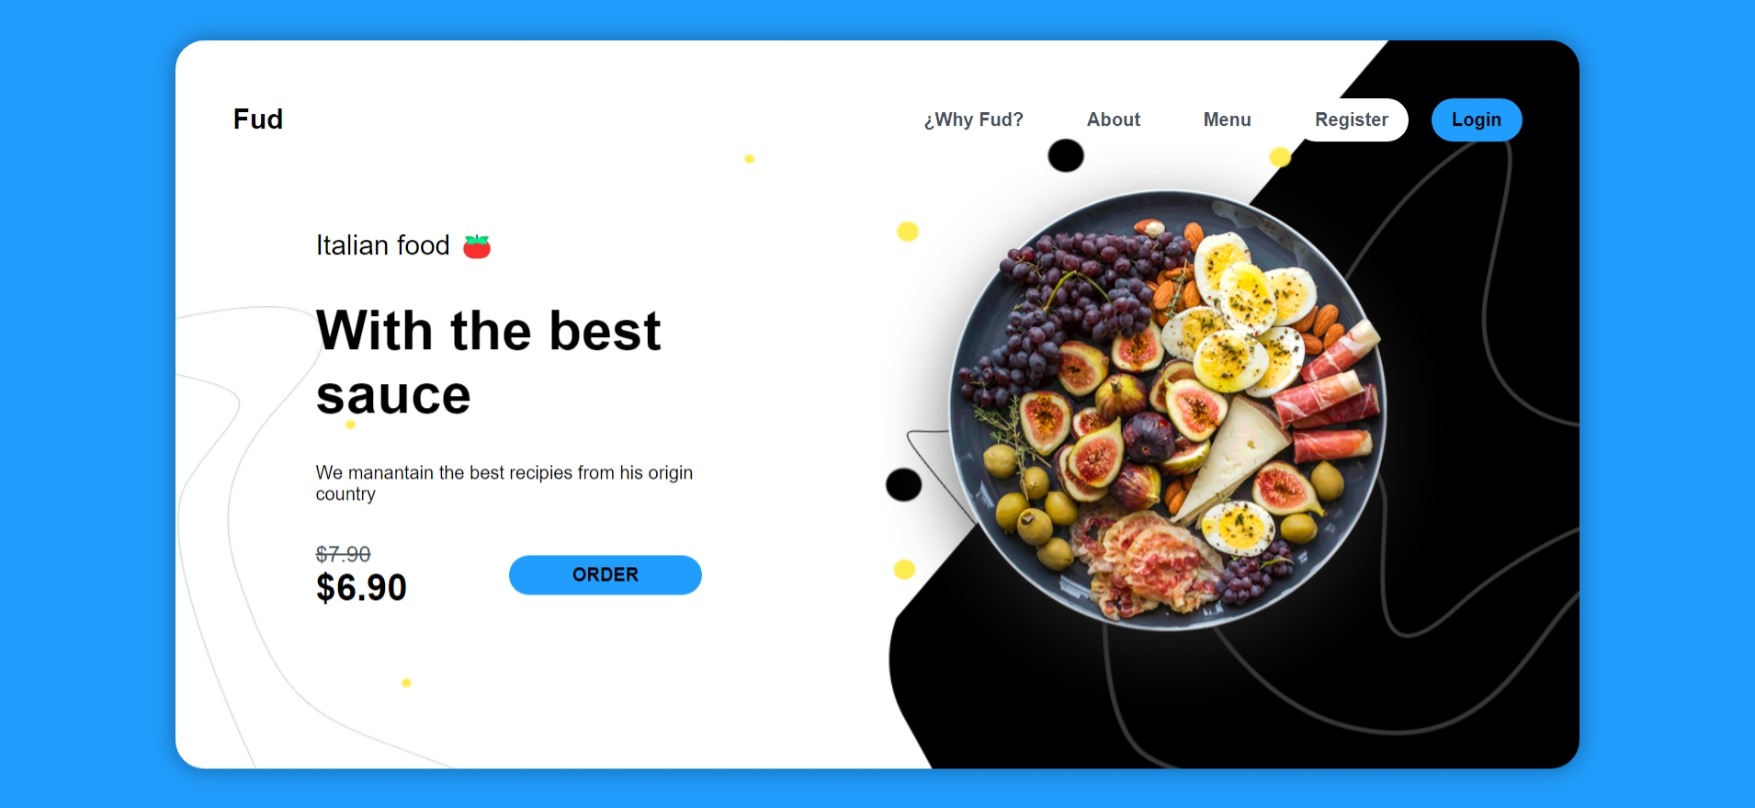 Fud
¿Why Fud?
About
Menu
Register
Login
Italian food 🍅
With the best
sauce
We manantain the best recipies from his origin
country
$7.90
$6.90
ORDER